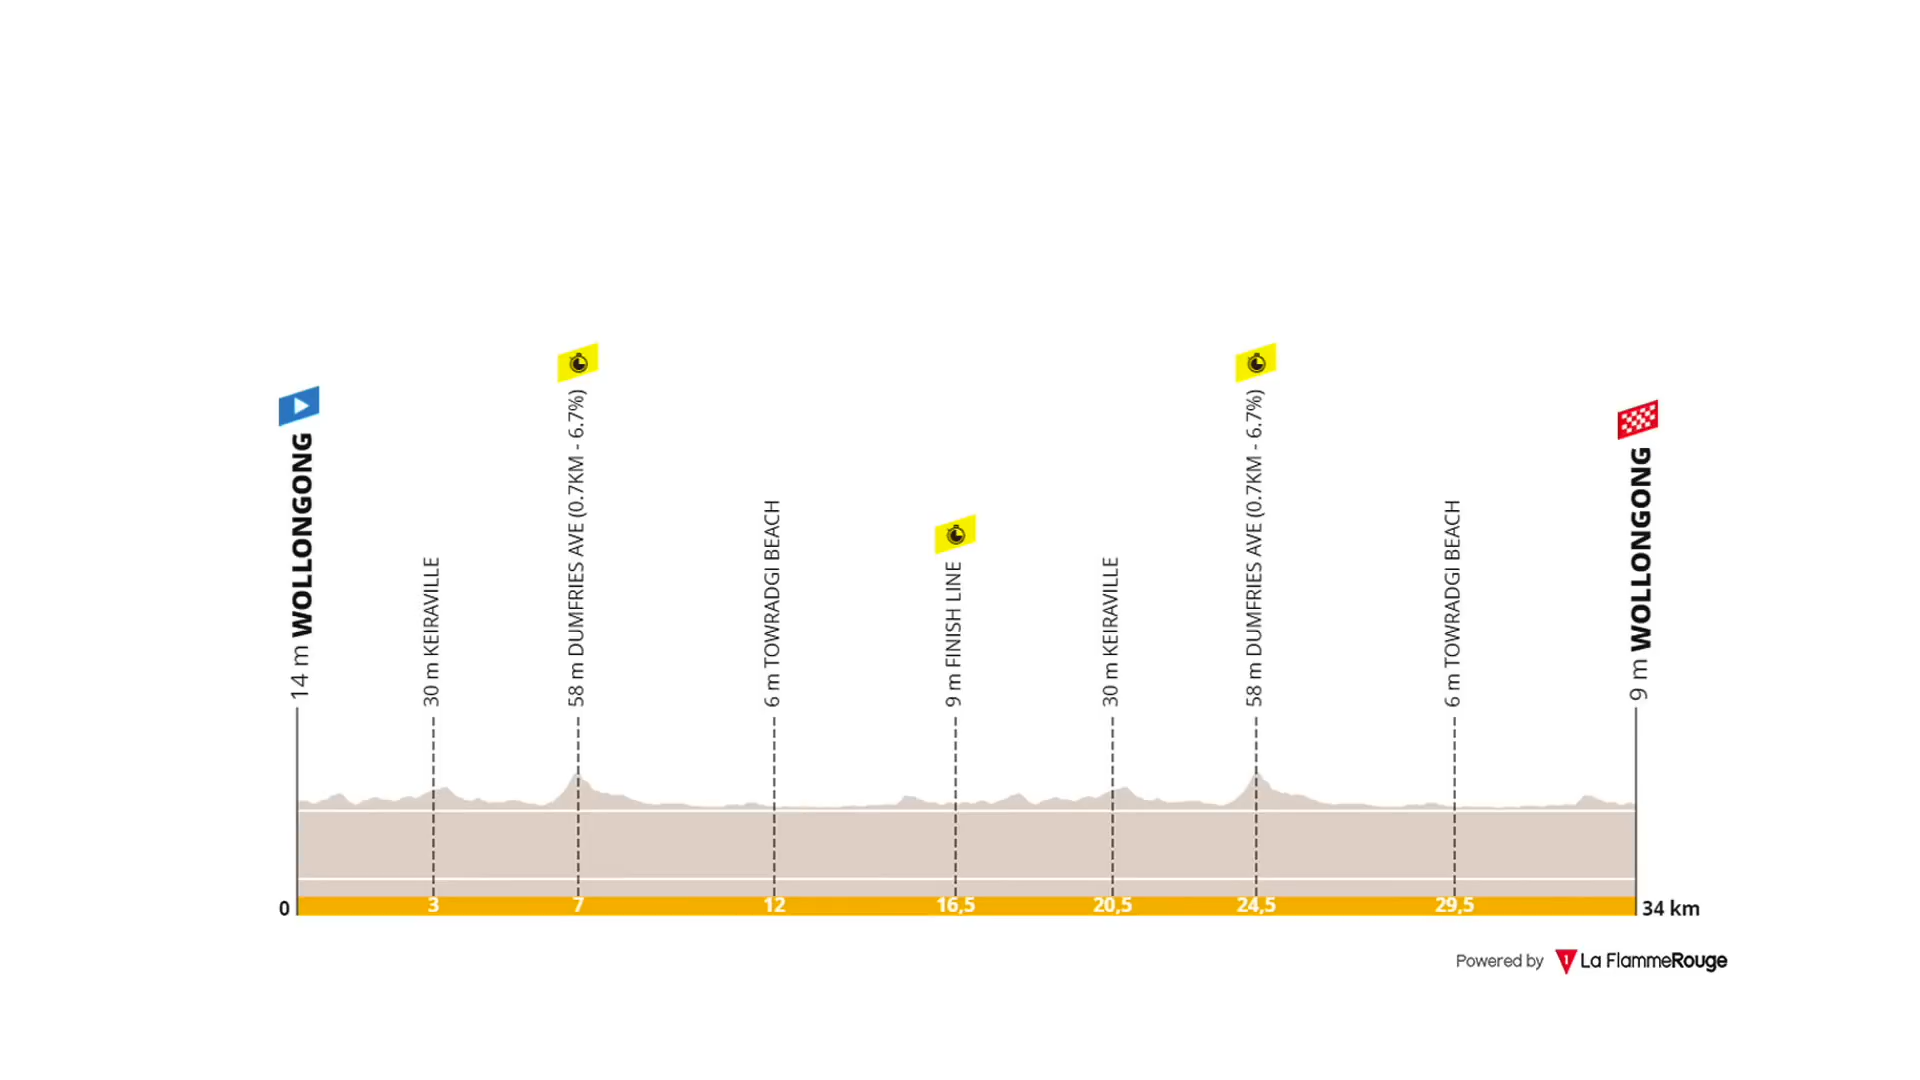 14 m WOLLONGONG
30 m KEIRAVILLE
58 m DUMFRIES AVE (0.7KM - 6.7%)
6 m TOWRADGI BEACH
9 m FINISH LINE
30 m KEIRAVILLE
58 m DUMFRIES AVE (0.7KM - 6.7%)
6 m TOWRADGI BEACH
9 m WOLLONGONG
0
3
7
12
16,5
20,5
24,5
29,5
34 km
Powered by 1 La FlammeRouge